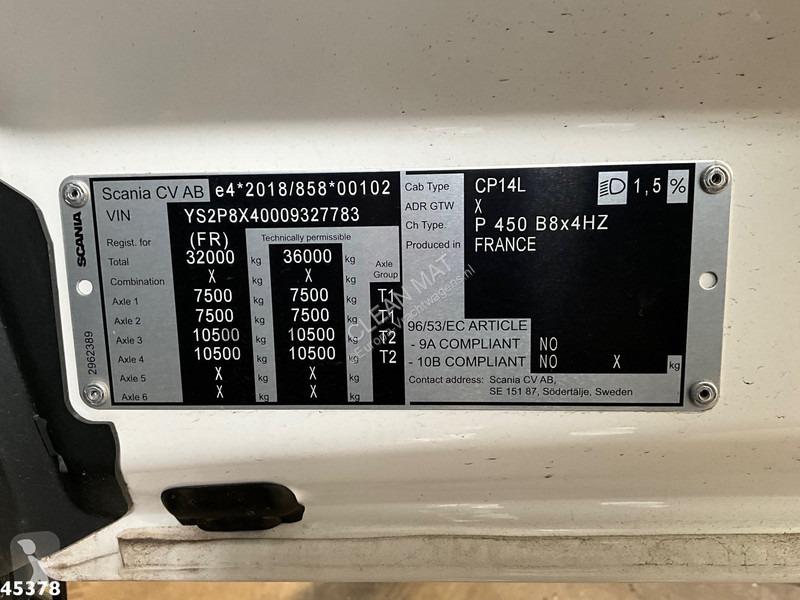 SCANIA
2962389
Scania CV AB e4*2018/858*00102
VIN YS2P8X40009327783
Regist. for (FR) Technically permissible
Total 32000 kg 36000 kg Axle Group
Combination X kg X kg
Axle 1 7500 kg 7500 kg T1
Axle 2 7500 kg 7500 kg
Axle 3 10500 kg 10500 kg T2
Axle 4 10500 kg 10500 kg T2
Axle 5 X kg X kg
Axle 6 X kg X kg
Cab Type CP14L 1,5 %
ADR GTW X
Ch Type. P 450 B8x4HZ
Produced in FRANCE
96/53/EC ARTICLE
- 9A COMPLIANT NO
- 10B COMPLIANT NO X kg
Contact address: Scania CV AB,
SE 151 87, Södertälje, Sweden
CLEAN MAT
45378